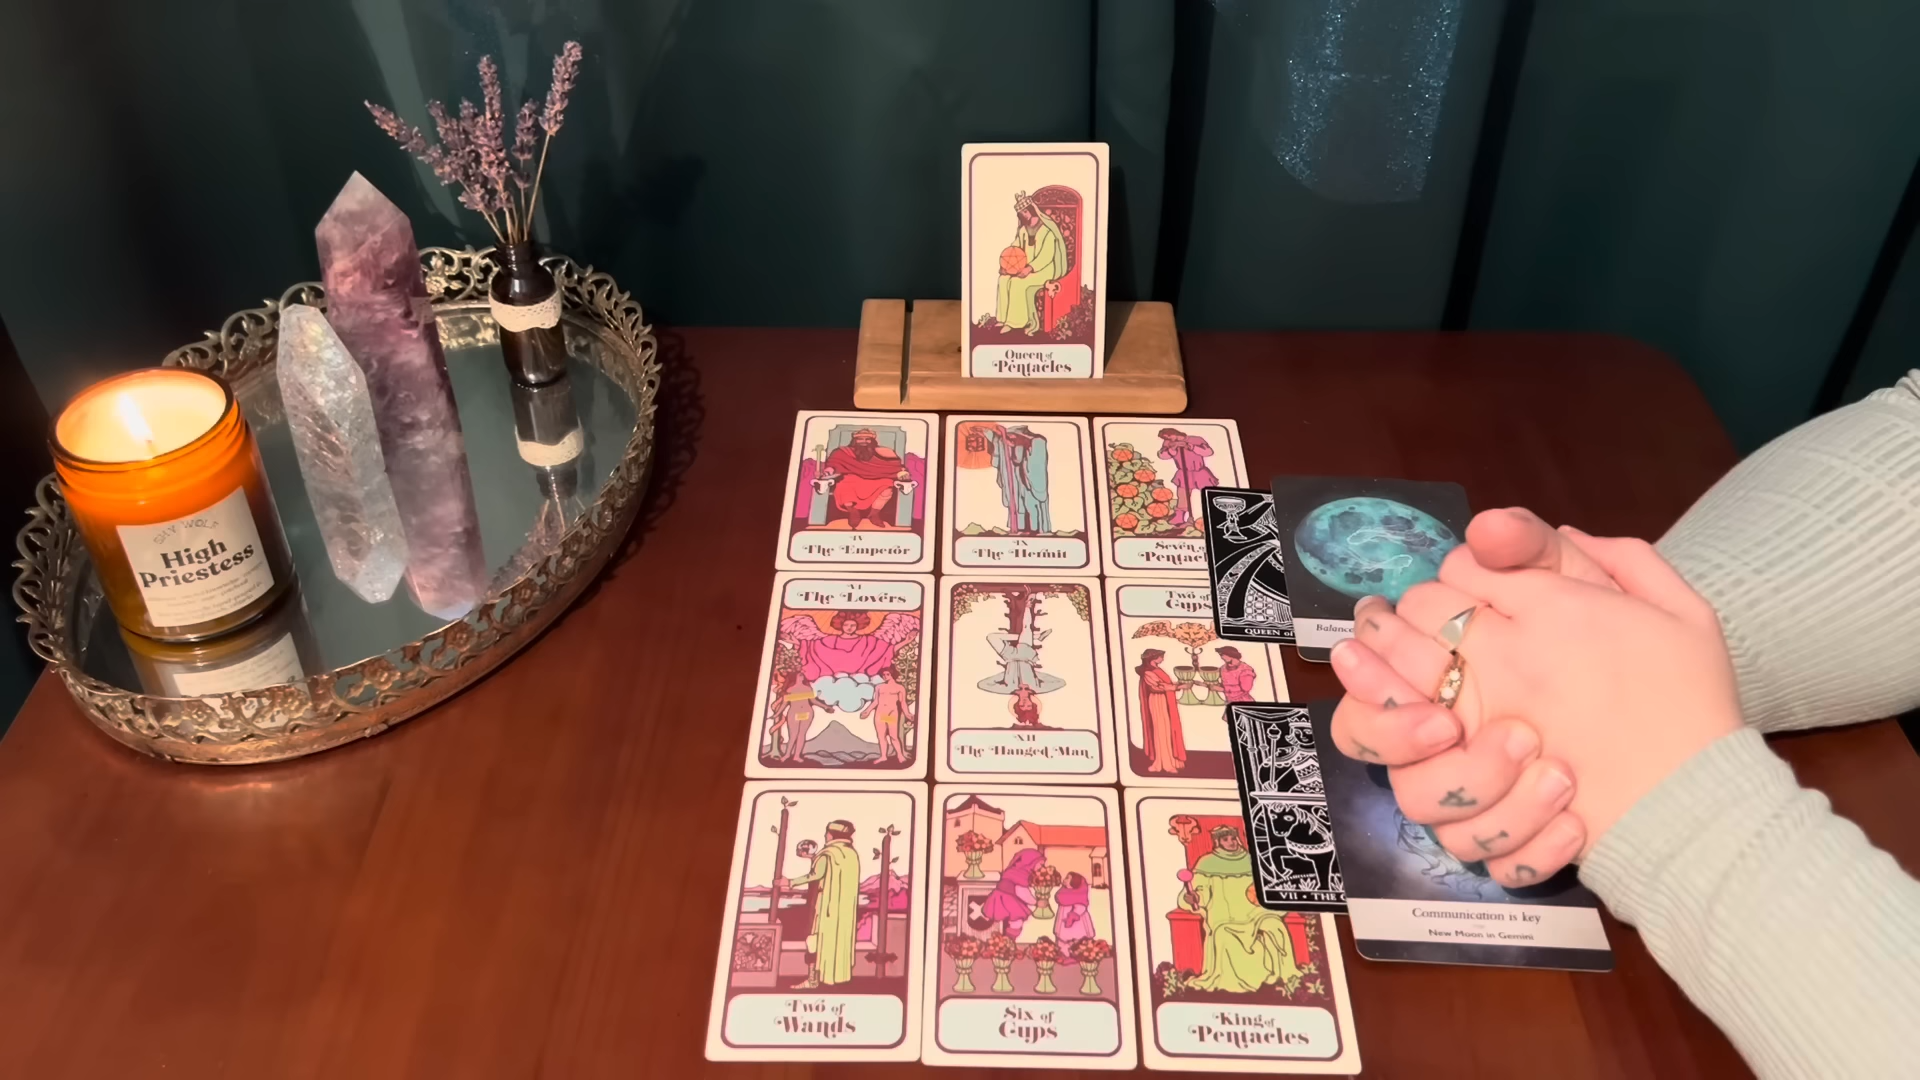 SHY WOLF
High
Priestess
Queen of
Pentacles
IV
The Emperor
IX
The Hermit
Seven
VI
The Lovers
XII
The Hanged Man
Two of
Cups
QUEEN of
Balance
VII • THE
Communication is key
New Moon in Gemini
Two of
Wands
Six of
Cups
King of
Pentacles